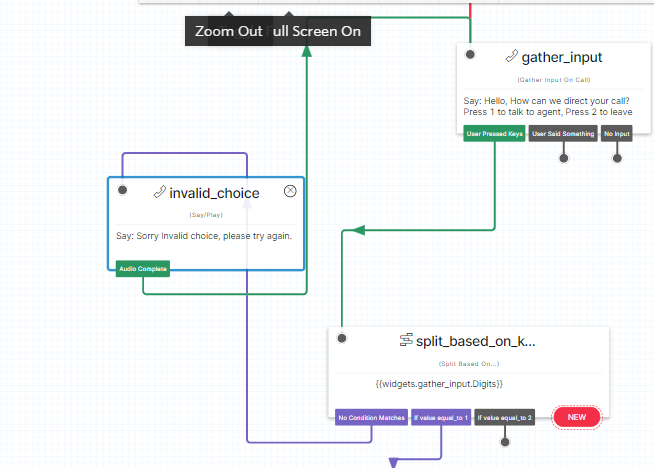 Zoom Out ull Screen On
gather_input
(Gather Input On Call)
Say: Hello, How can we direct your call?
Press 1 to talk to agent, Press 2 to leave
User Pressed Keys
User Said Something
No Input
invalid_choice
(Say/Play)
Say: Sorry Invalid choice, please try again.
Audio Complete
split_based_on_k...
(Split Based On...)
{{widgets.gather_input.Digits}}
No Condition Matches
If value equal_to 1
If value equal_to 2
NEW